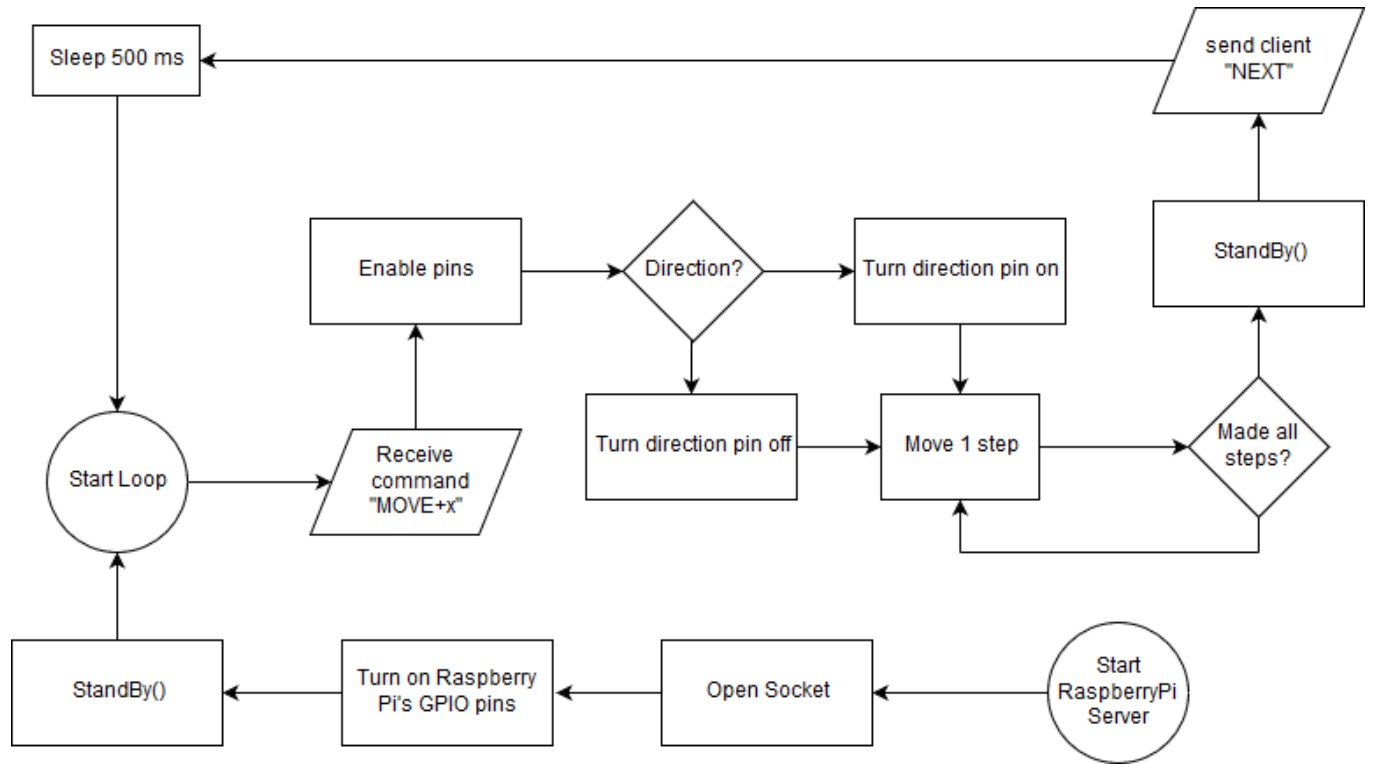 Sleep 500 ms
send client
"NEXT"
Enable pins
Direction?
Turn direction pin on
StandBy()
Start Loop
Receive
command
"MOVE+x"
Turn direction pin off
Move 1 step
Made all
steps?
StandBy()
Turn on Raspberry
Pi's GPIO pins
Open Socket
Start
RaspberryPi
Server